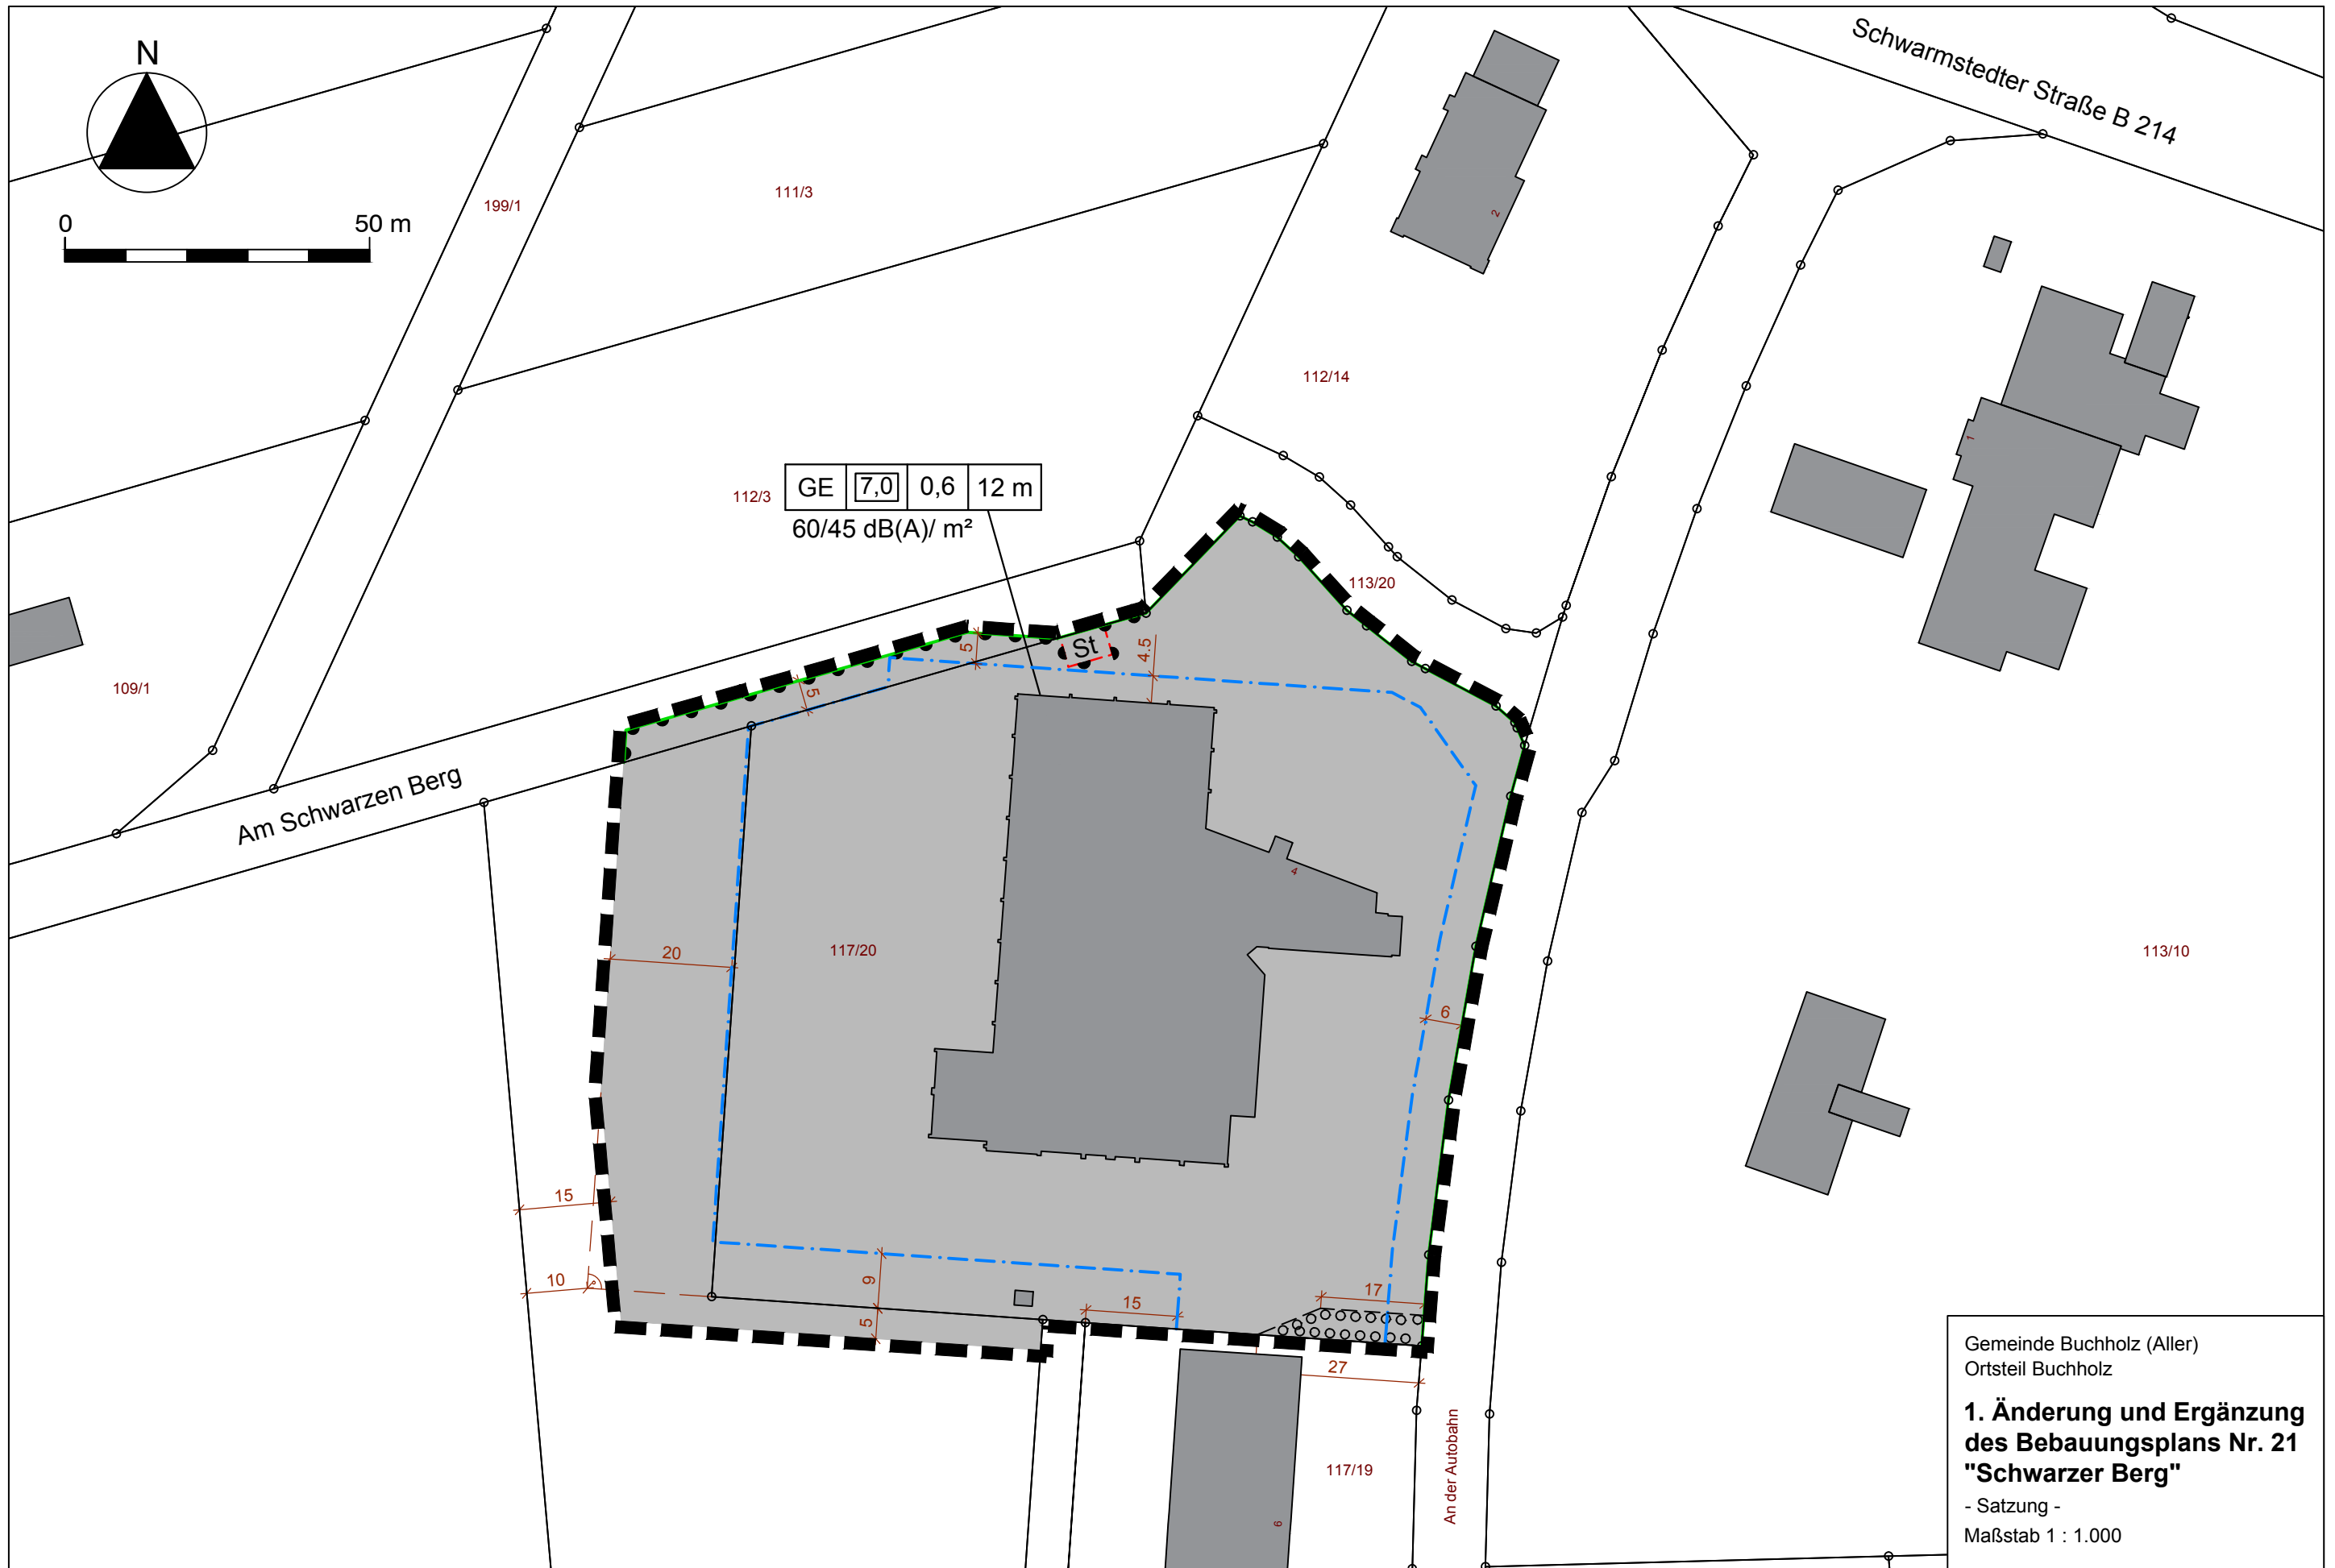 N
0 50 m
Schwarmstedter Straße B 214
199/1
111/3
2
112/14
1
112/3
GE 7,0 0,6 12 m
60/45 dB(A)/ m²
113/20
St
5
4.5
5
109/1
Am Schwarzen Berg
4
20
117/20
113/10
6
15
10
9
17
15
5
27
Gemeinde Buchholz (Aller)
Ortsteil Buchholz
1. Änderung und Ergänzung
des Bebauungsplans Nr. 21
"Schwarzer Berg"
- Satzung -
Maßstab 1 : 1.000
An der Autobahn
117/19
6